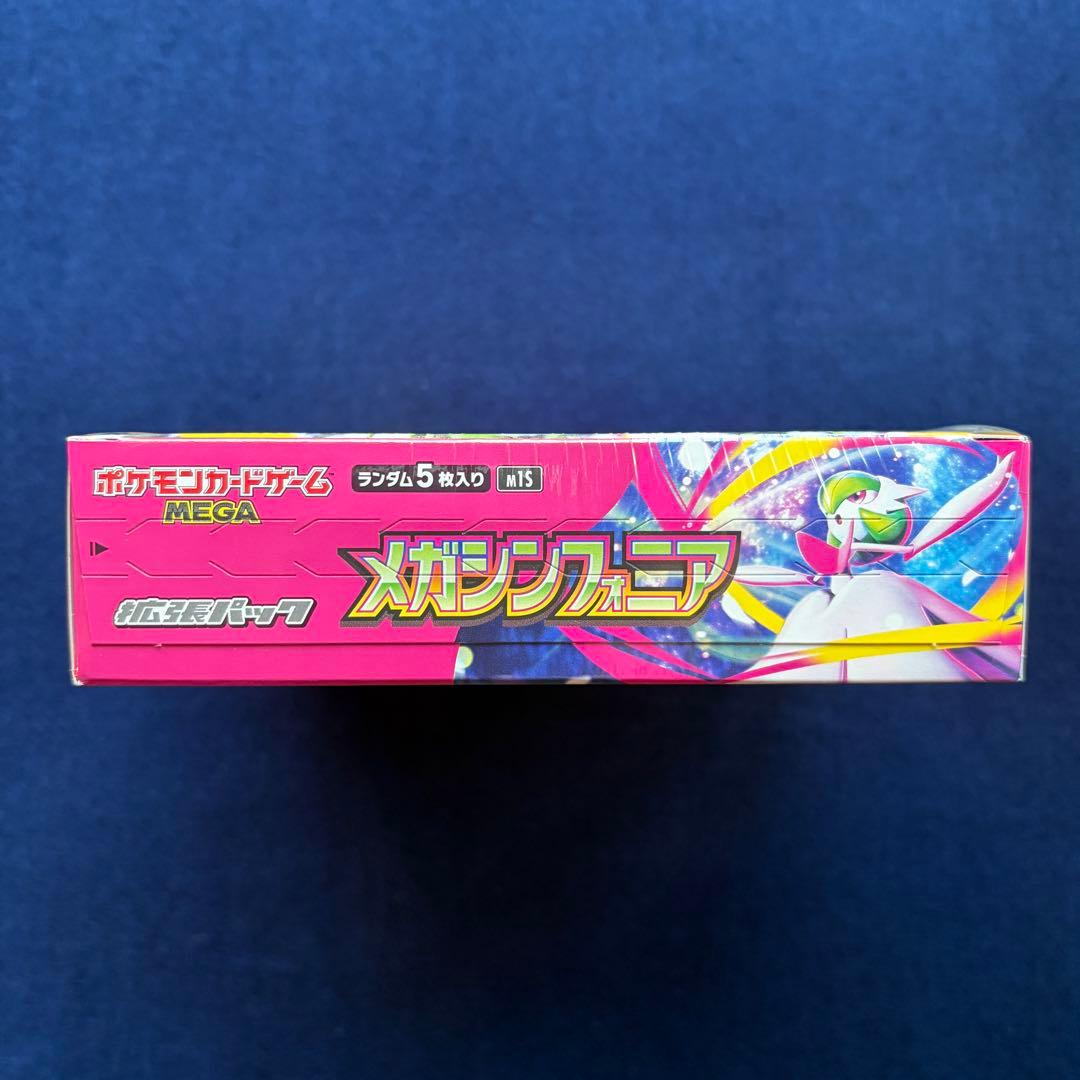 ポケモンカードゲーム
MEGA
ランダム5枚入り M1S
メガシンフォニア
拡張パック